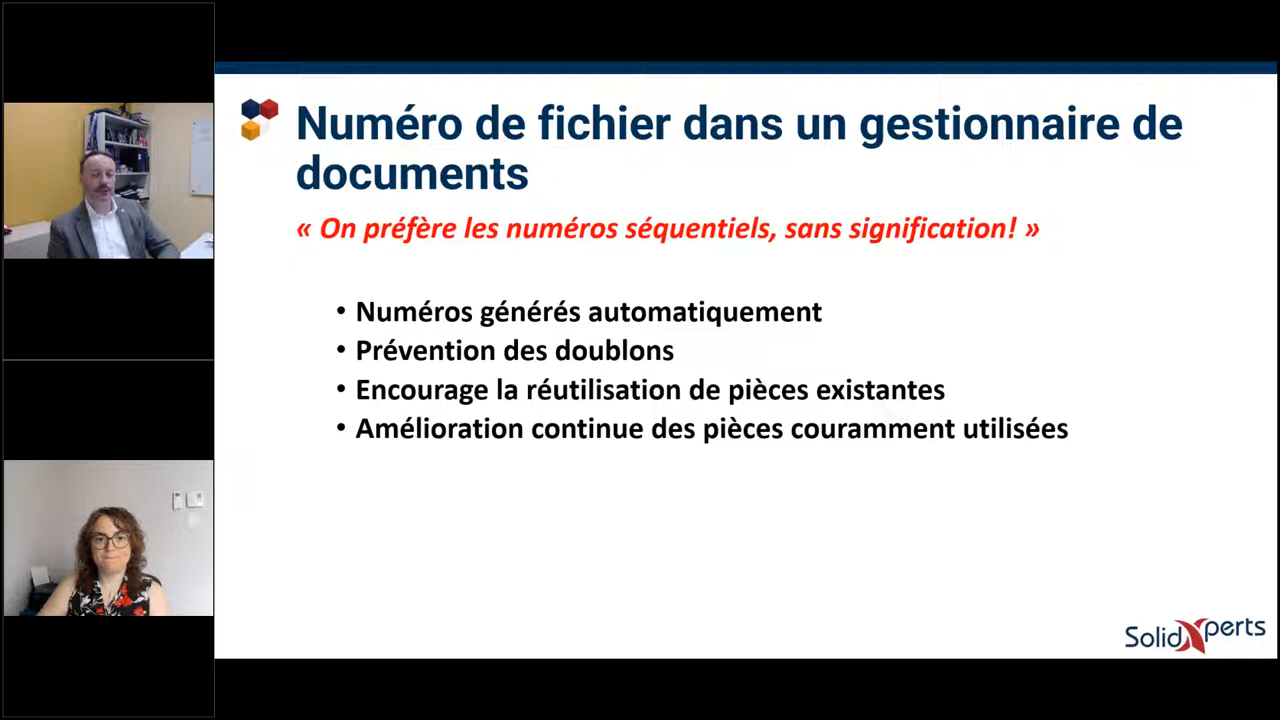 Numéro de fichier dans un gestionnaire de
documents
« On préfère les numéros séquentiels, sans signification! »
• Numéros générés automatiquement
• Prévention des doublons
• Encourage la réutilisation de pièces existantes
• Amélioration continue des pièces couramment utilisées
SolidXperts